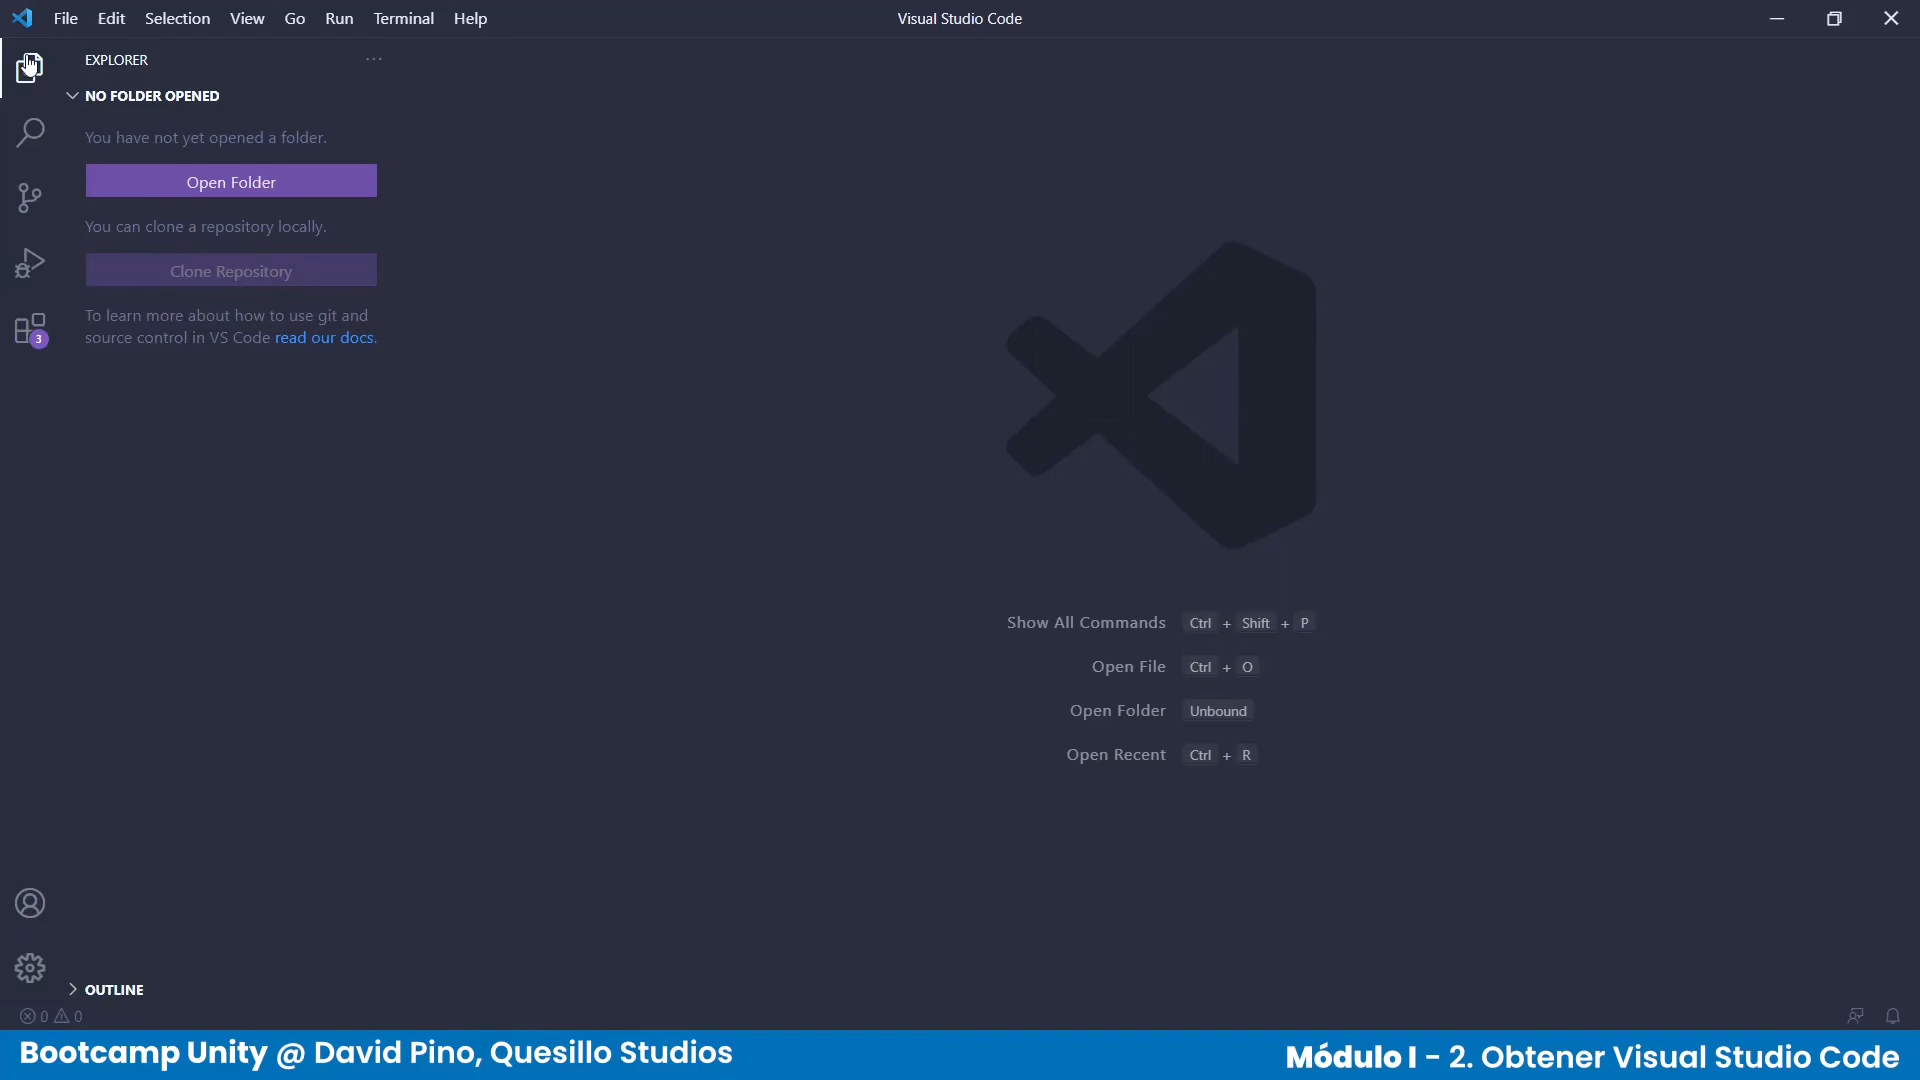 File Edit Selection View Go Run Terminal Help
Visual Studio Code
EXPLORER
NO FOLDER OPENED
You have not yet opened a folder.
Open Folder
You can clone a repository locally.
Clone Repository
To learn more about how to use git and
source control in VS Code read our docs.
3
Show All Commands Ctrl + Shift + P
Open File Ctrl + O
Open Folder Unbound
Open Recent Ctrl + R
OUTLINE
0 0
Bootcamp Unity @ David Pino, Quesillo Studios
Módulo I - 2. Obtener Visual Studio Code